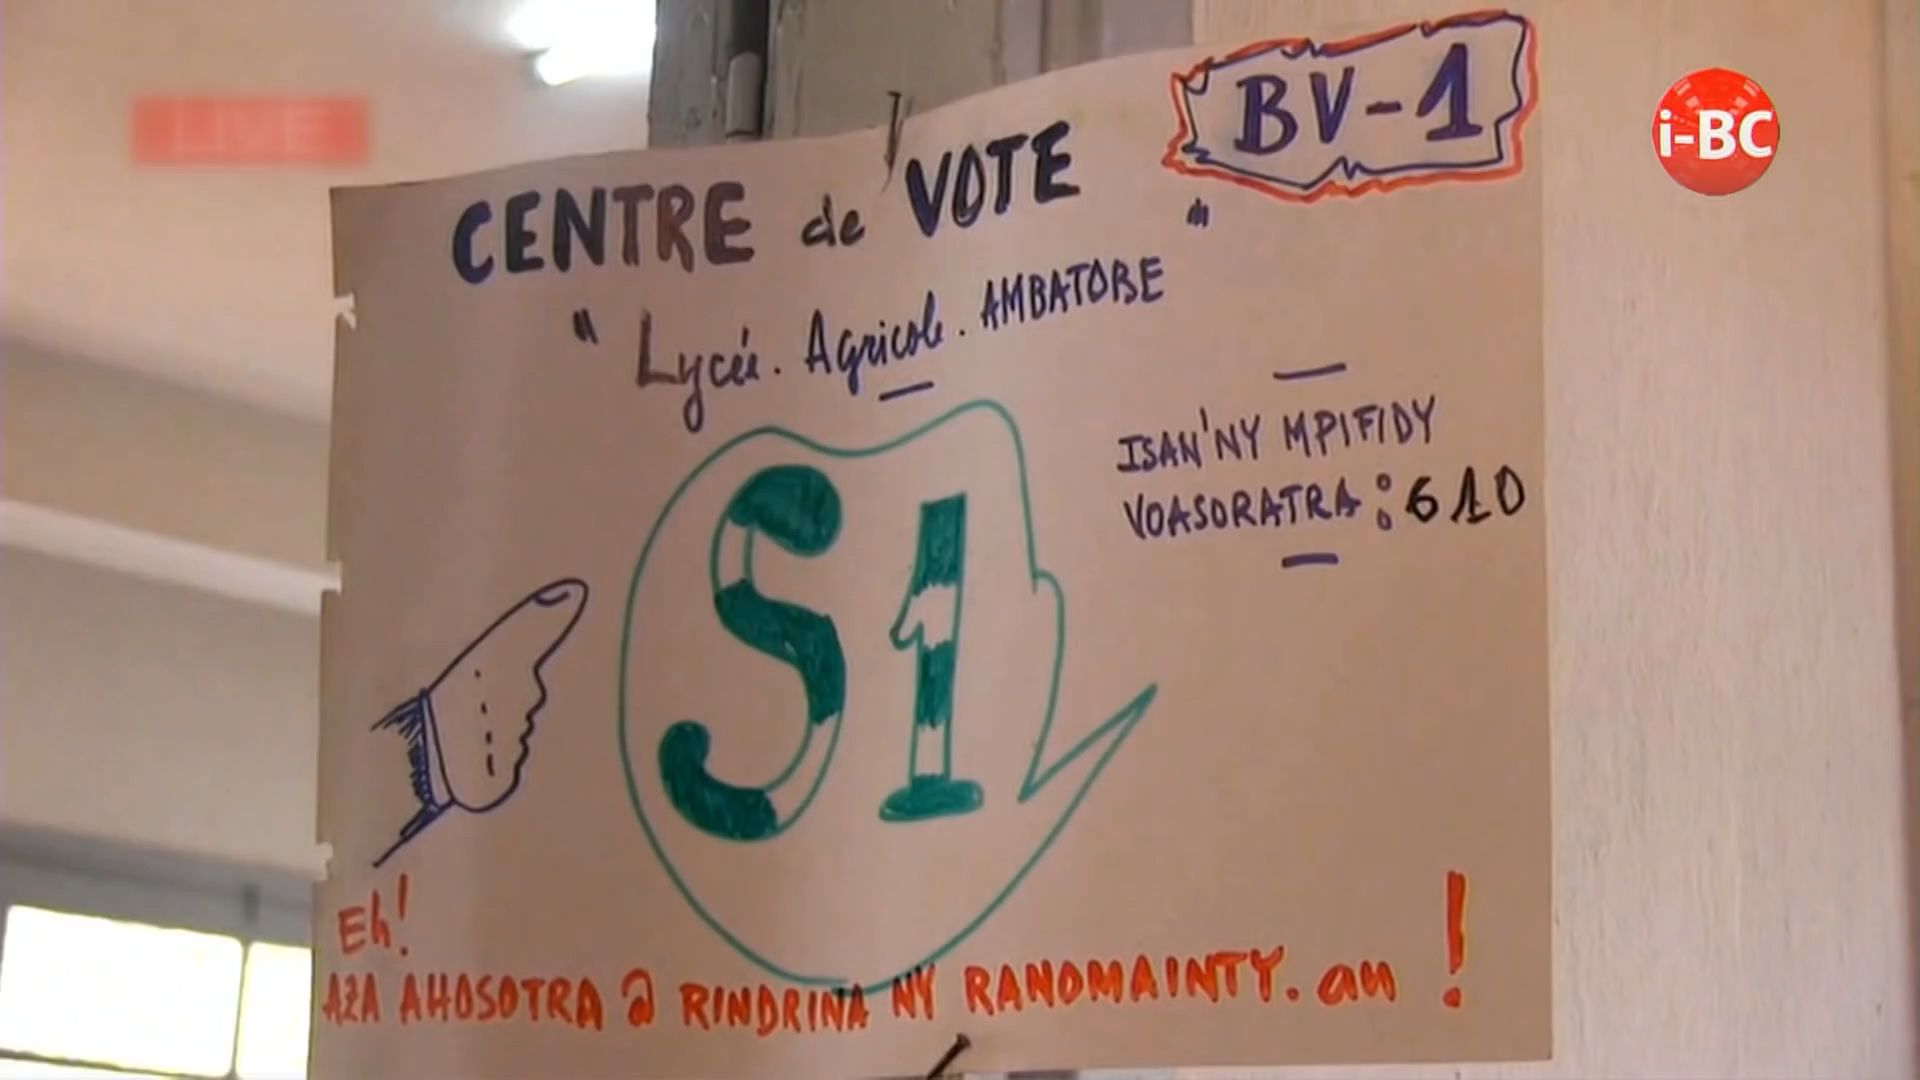 LIVE
i-BC
BV-1
CENTRE de VOTE
" Lycée. Agricole. AMBATOBE "
ISAN'NY MPIFIDY
VOASORATRA : 610
S1
Eh!
AZA AHOSOTRA @ RINDRINA NY RANOMAINTY. an !